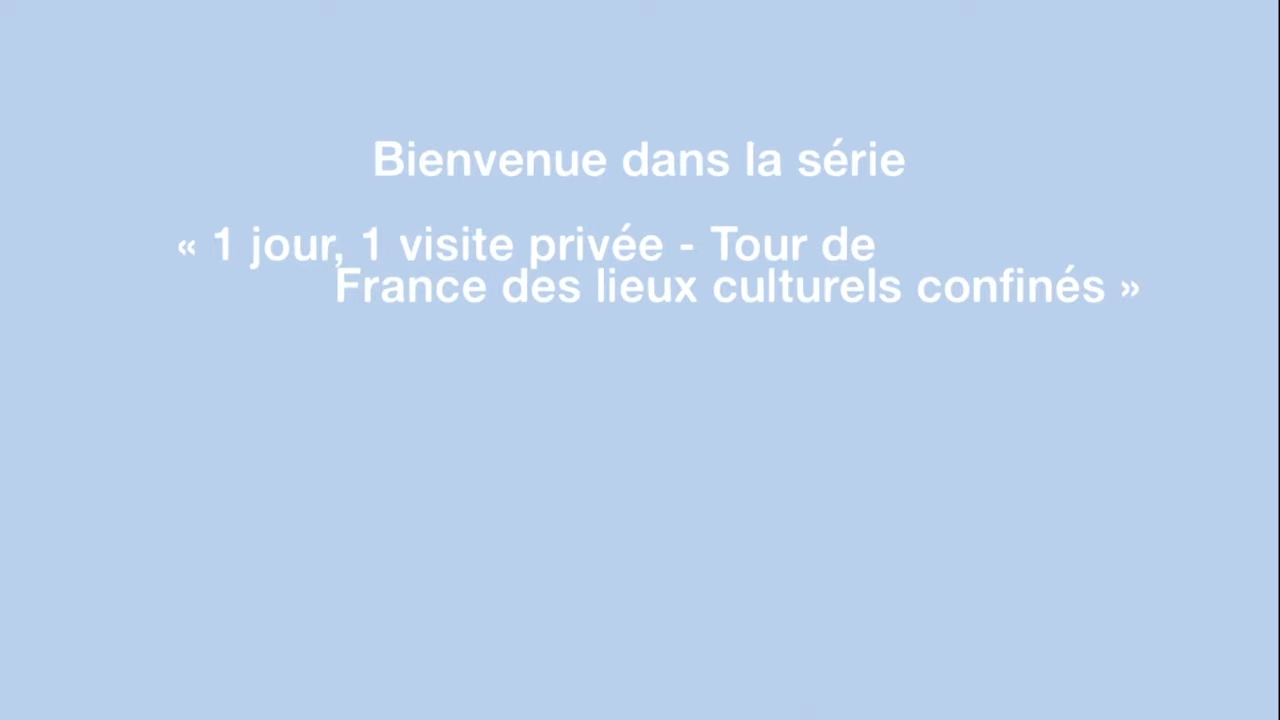 Bienvenue dans la série
« 1 jour, 1 visite privée - Tour de
France des lieux culturels confinés »